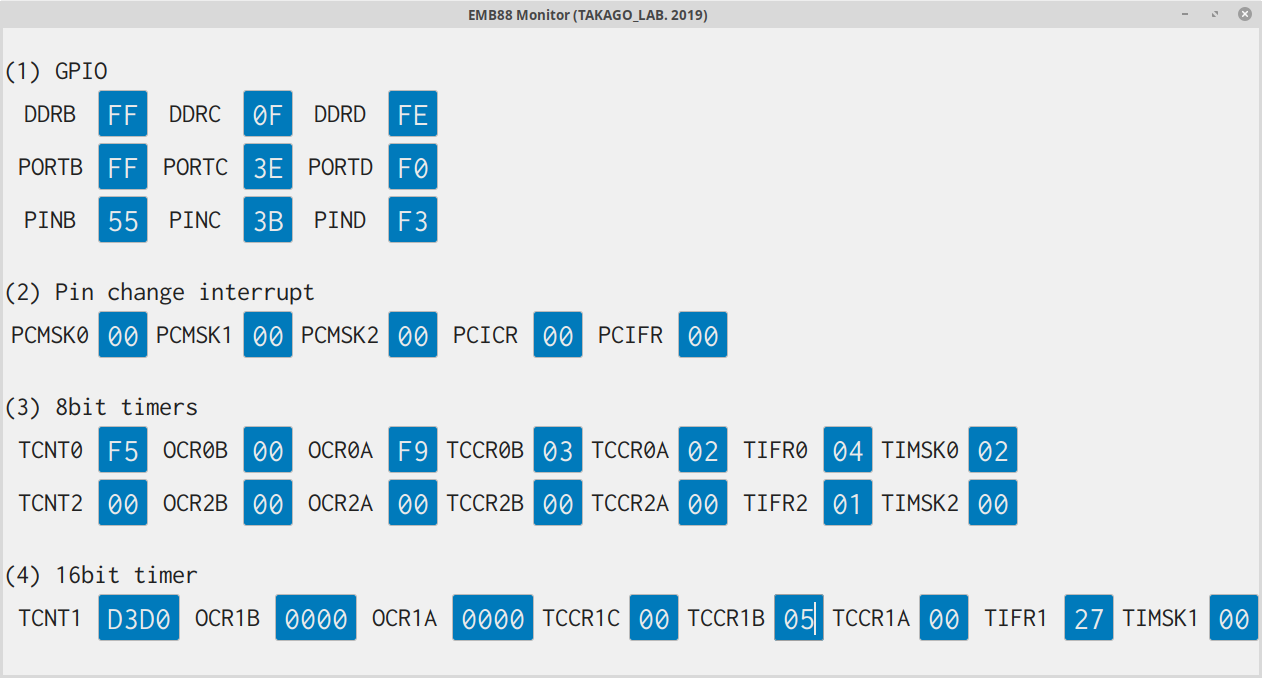 EMB88 Monitor (TAKAGO_LAB. 2019)
(1) GPIO
DDRB FF DDRC 0F DDRD FE
PORTB FF PORTC 3E PORTD F0
PINB 55 PINC 3B PIND F3
(2) Pin change interrupt
PCMSK0 00 PCMSK1 00 PCMSK2 00 PCICR 00 PCIFR 00
(3) 8bit timers
TCNT0 F5 OCR0B 00 OCR0A F9 TCCR0B 03 TCCR0A 02 TIFR0 04 TIMSK0 02
TCNT2 00 OCR2B 00 OCR2A 00 TCCR2B 00 TCCR2A 00 TIFR2 01 TIMSK2 00
(4) 16bit timer
TCNT1 D3D0 OCR1B 0000 OCR1A 0000 TCCR1C 00 TCCR1B 05 TCCR1A 00 TIFR1 27 TIMSK1 00